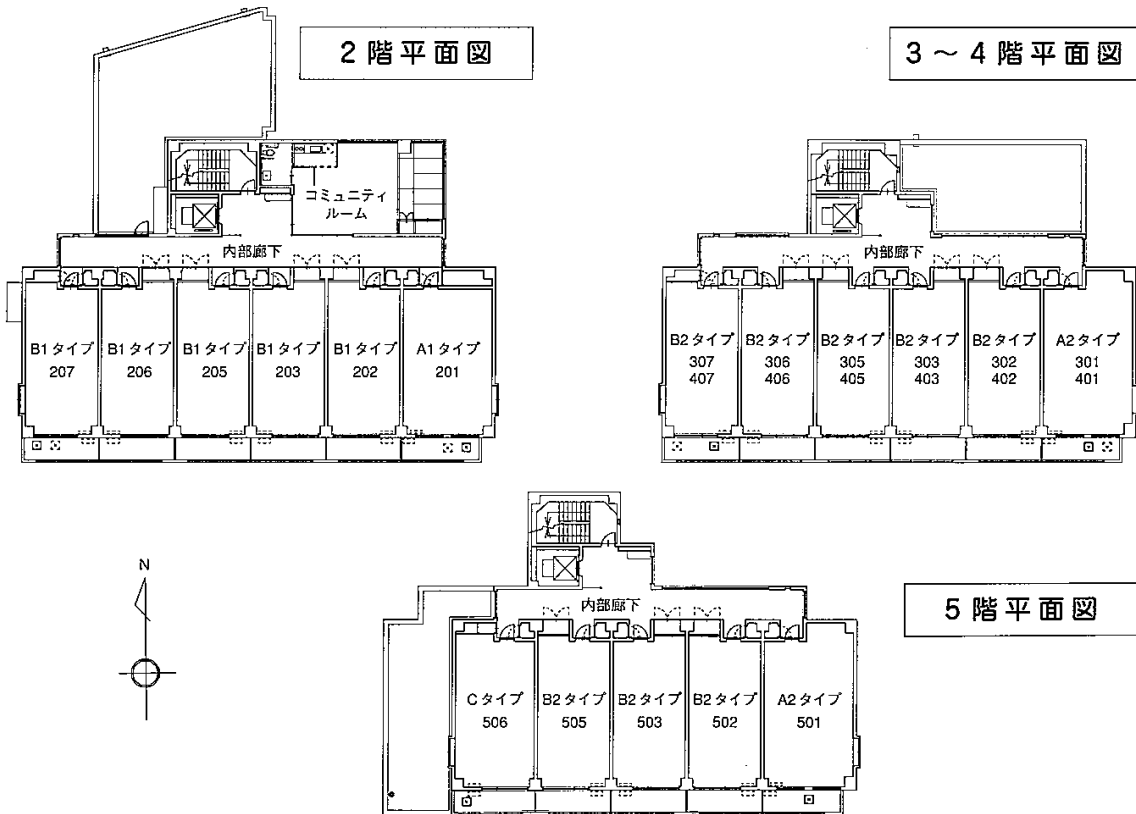 2階平面図
コミュニティ
ルーム
内部廊下
B1タイプ
207
B1タイプ
206
B1タイプ
205
B1タイプ
203
B1タイプ
202
A1タイプ
201
3～4階平面図
内部廊下
B2タイプ
307
407
B2タイプ
306
406
B2タイプ
305
405
B2タイプ
303
403
B2タイプ
302
402
A2タイプ
301
401
N
5階平面図
内部廊下
Cタイプ
506
B2タイプ
505
B2タイプ
503
B2タイプ
502
A2タイプ
501